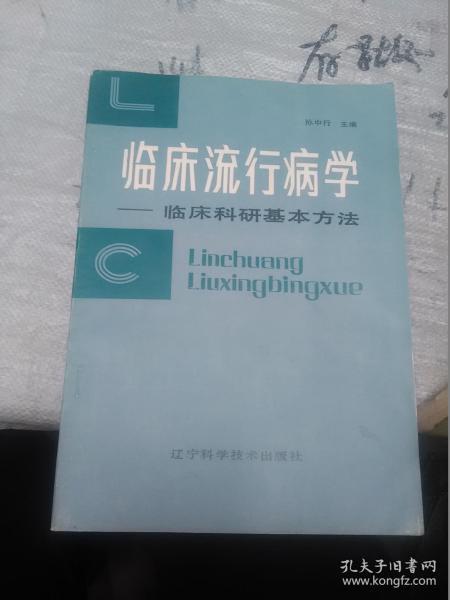 L
孙中行 主编
临床流行病学
——临床科研基本方法
C
Linchuang
Liuxingbingxue
辽宁科学技术出版社
孔夫子旧书网
www.kongfz.com